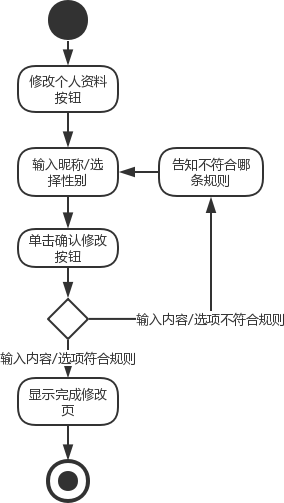 修改个人资料
按钮
输入昵称/选
择性别
告知不符合哪
条规则
单击确认修改
按钮
输入内容/选项不符合规则
输入内容/选项符合规则
显示完成修改
页